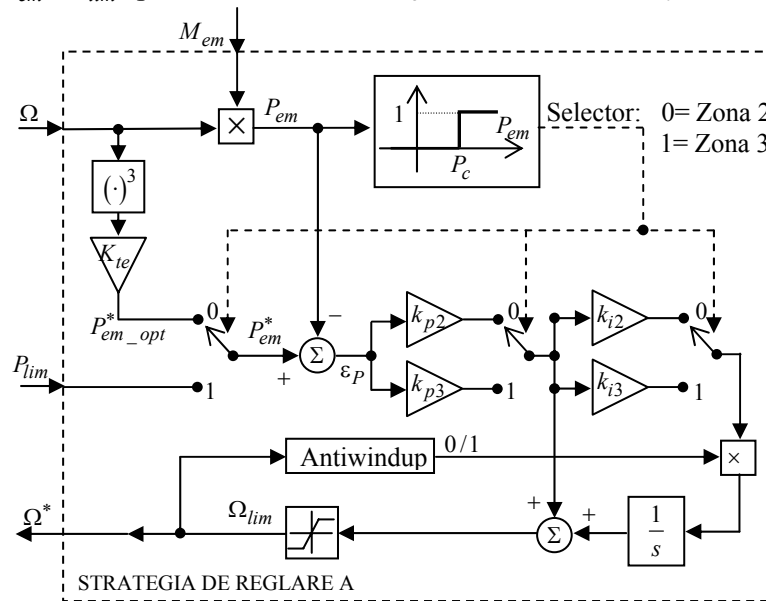 M_em
Ω
×
P_em
1
P_em
P_c
Selector: 0= Zona 2
1= Zona 3
(·)^3
K_te
P*_em_opt
0
P*_em
−
+
Σ
ε_P
k_p2
k_p3
0
1
k_i2
k_i3
0
1
P_lim
1
Antiwindup
0/1
×
Ω*
Ω_lim
+
+
Σ
1
s
STRATEGIA DE REGLARE A